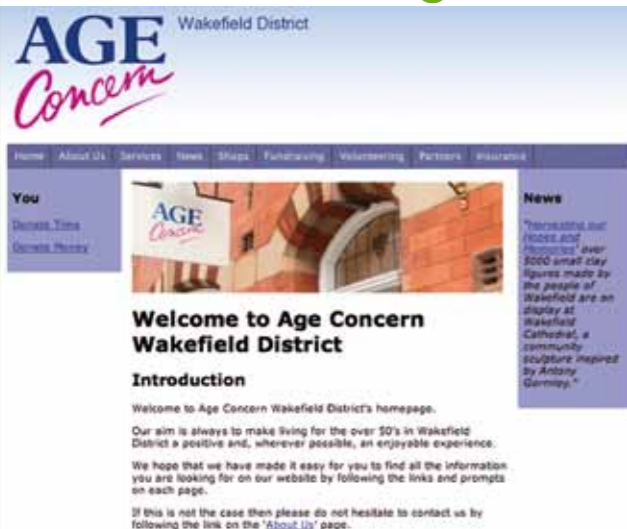 AGE
Concern
Wakefield District
Home About Us Services News Shops Fundraising Volunteering Partners Insurance
You
Donate Time
Donate Money
AGE
Concern
Welcome to Age Concern
Wakefield District
Introduction
Welcome to Age Concern Wakefield District's homepage.
Our aim is always to make living for the over 50's in Wakefield
District a positive and, wherever possible, an enjoyable experience.
We hope that we have made it easy for you to find all the information
you are looking for on our website by following the links and prompts
on each page.
If this is not the case then please do not hesitate to contact us by
following the link on the 'About Us' page.
News
"'Harvesting our
Hopes and
Memories' over
5000 small clay
figures made by
the people of
Wakefield are on
display at
Wakefield
Cathedral, a
community
sculpture inspired
by Antony
Gormley."